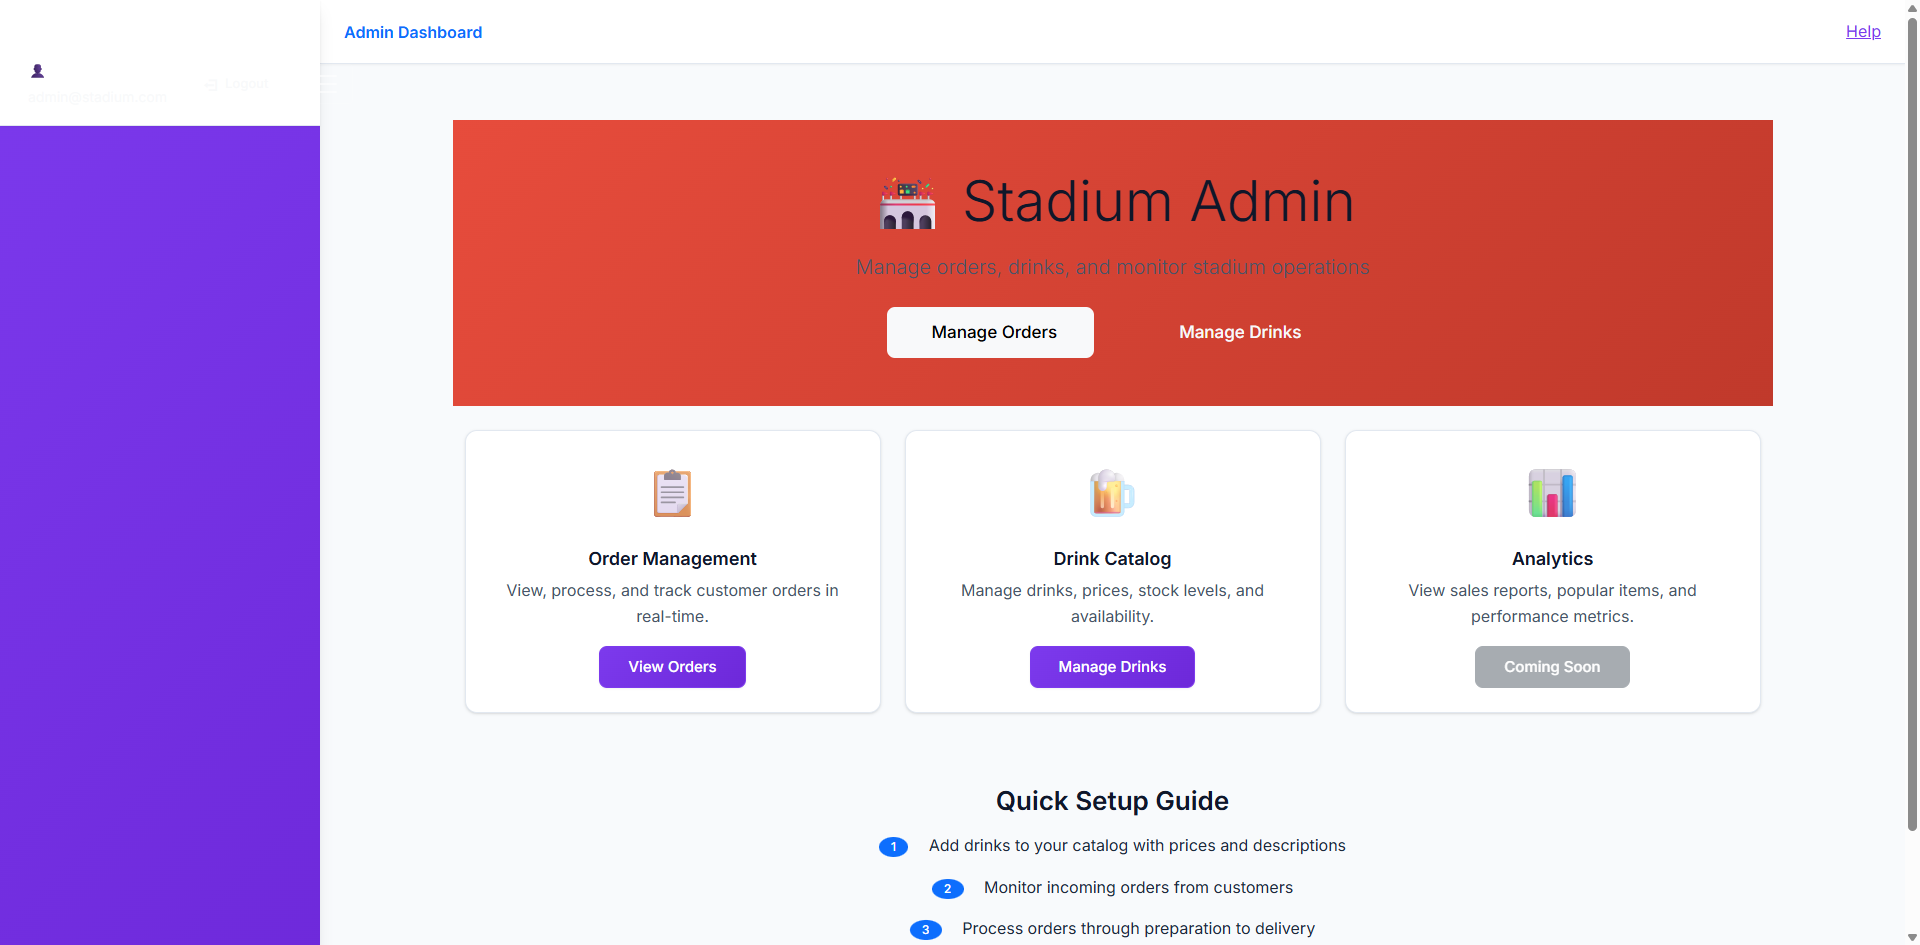 Admin Dashboard
Help
admin@stadium.com
Logout
Stadium Admin
Manage orders, drinks, and monitor stadium operations
Manage Orders
Manage Drinks
Order Management
View, process, and track customer orders in
real-time.
View Orders
Drink Catalog
Manage drinks, prices, stock levels, and
availability.
Manage Drinks
Analytics
View sales reports, popular items, and
performance metrics.
Coming Soon
Quick Setup Guide
1 Add drinks to your catalog with prices and descriptions
2 Monitor incoming orders from customers
3 Process orders through preparation to delivery